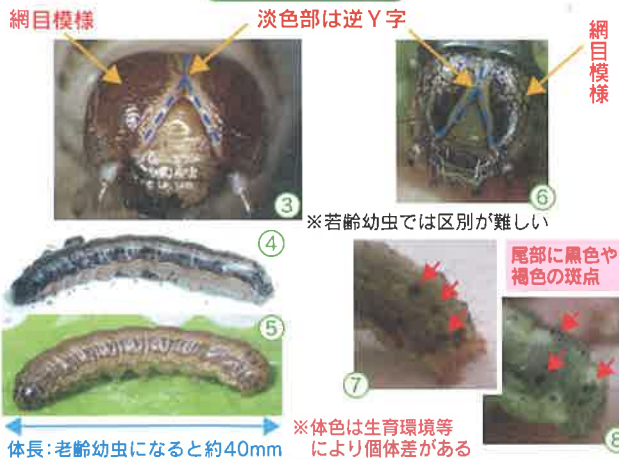 網目模様
淡色部は逆Y字
網目模様
③
⑥
※若齢幼虫では区別が難しい
④
尾部に黒色や
褐色の斑点
⑤
⑦
⑧
※体色は生育環境等
により個体差がある
体長:老齢幼虫になると約40mm